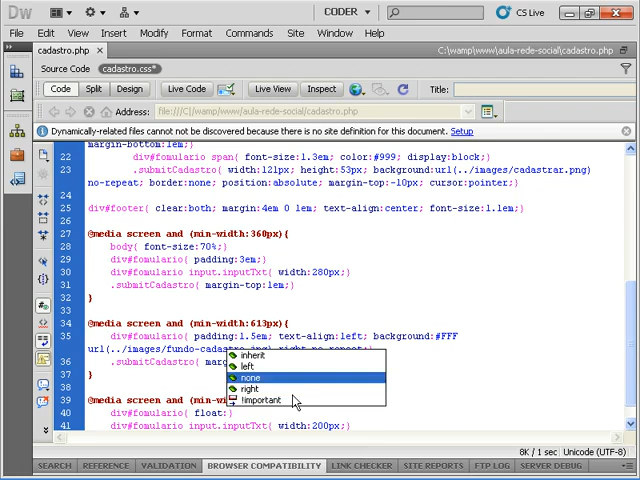 Dw
CODER
CS Live
File Edit View Insert Modify Format Commands Site Window Help
cadastro.php
C:\wamp\www\aula-rede-social\cadastro.php
Source Code cadastro.css*
Code Split Design Live Code Live View Inspect Title:
Address: file:///C|/wamp/www/aula-rede-social/cadastro.php
Dynamically-related files cannot not be discovered because there is no site definition for this document. Setup
margin-bottom:1em;}
22 div#fomulario span{ font-size:1.3em; color:#999; display:block;}
23 .submitCadastro{ width:121px; height:53px; background:url(../images/cadastrar.png)
no-repeat; border:none; position:absolute; margin-top:-10px; cursor:pointer;}
24
25 div#footer{ clear:both; margin:4em 0 1em; text-align:center; font-size:1.1em;}
26
27 @media screen and (min-width:360px){
28 body{ font-size:70%;}
29 div#fomulario{ padding:3em;}
30 div#fomulario input.inputTxt{ width:280px;}
31 .submitCadastro{ margin-top:1em;}
32 }
33
34 @media screen and (min-width:613px){
35 div#fomulario{ padding:1.5em; text-align:left; background:#FFF
url(../images/fundo-cadastro.jpg) right no-repeat;}
36 .submitCadastro{
37 }
38
39 @media screen and
40 div#fomulario{ float:}
41 div#fomulario input.inputTxt{ width:200px;}
inherit
left
none
right
!important
8K / 1 sec Unicode (UTF-8)
SEARCH REFERENCE VALIDATION BROWSER COMPATIBILITY LINK CHECKER SITE REPORTS FTP LOG SERVER DEBUG